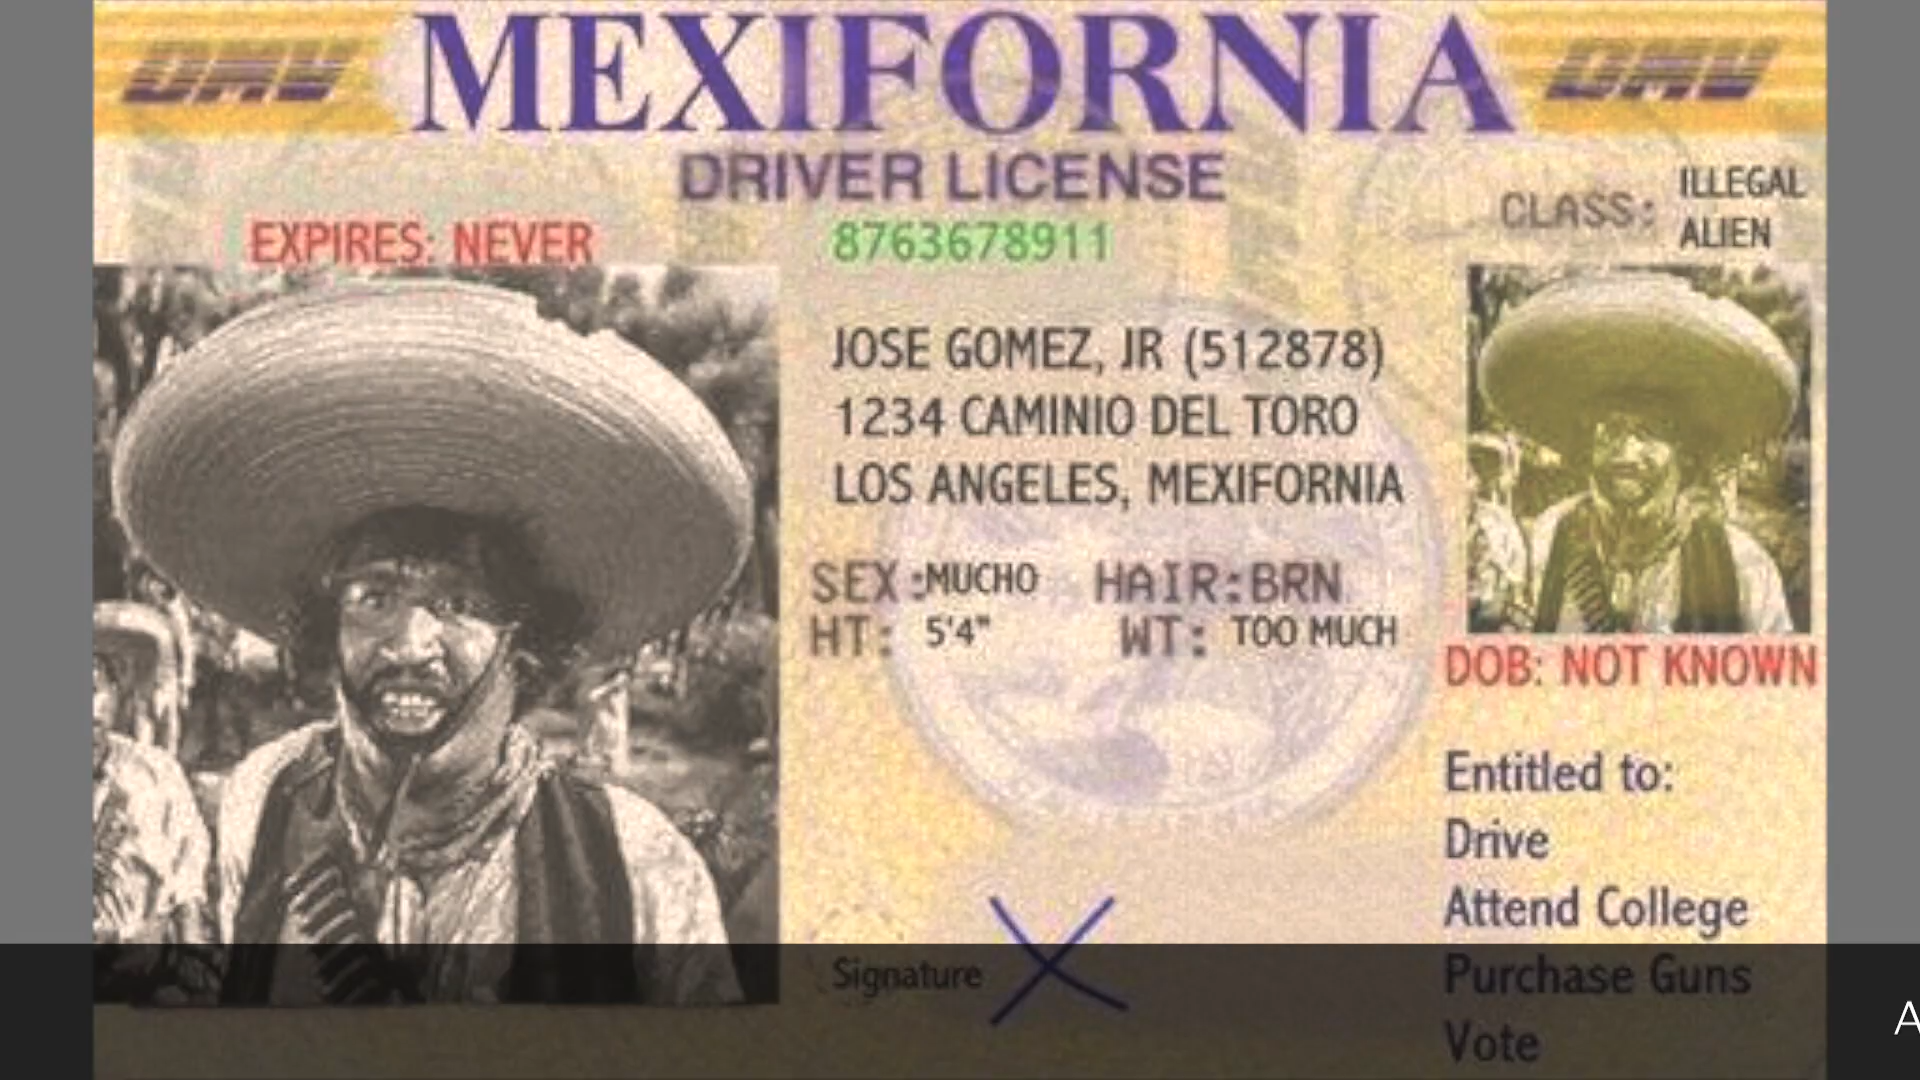 DMV MEXIFORNIA DMV
DRIVER LICENSE
EXPIRES: NEVER
8763678911
CLASS: ILLEGAL
ALIEN
JOSE GOMEZ, JR (512878)
1234 CAMINIO DEL TORO
LOS ANGELES, MEXIFORNIA
SEX:MUCHO HAIR:BRN
HT: 5'4" WT: TOO MUCH
DOB: NOT KNOWN
Entitled to:
Drive
Attend College
Purchase Guns
Vote
Signature X
A